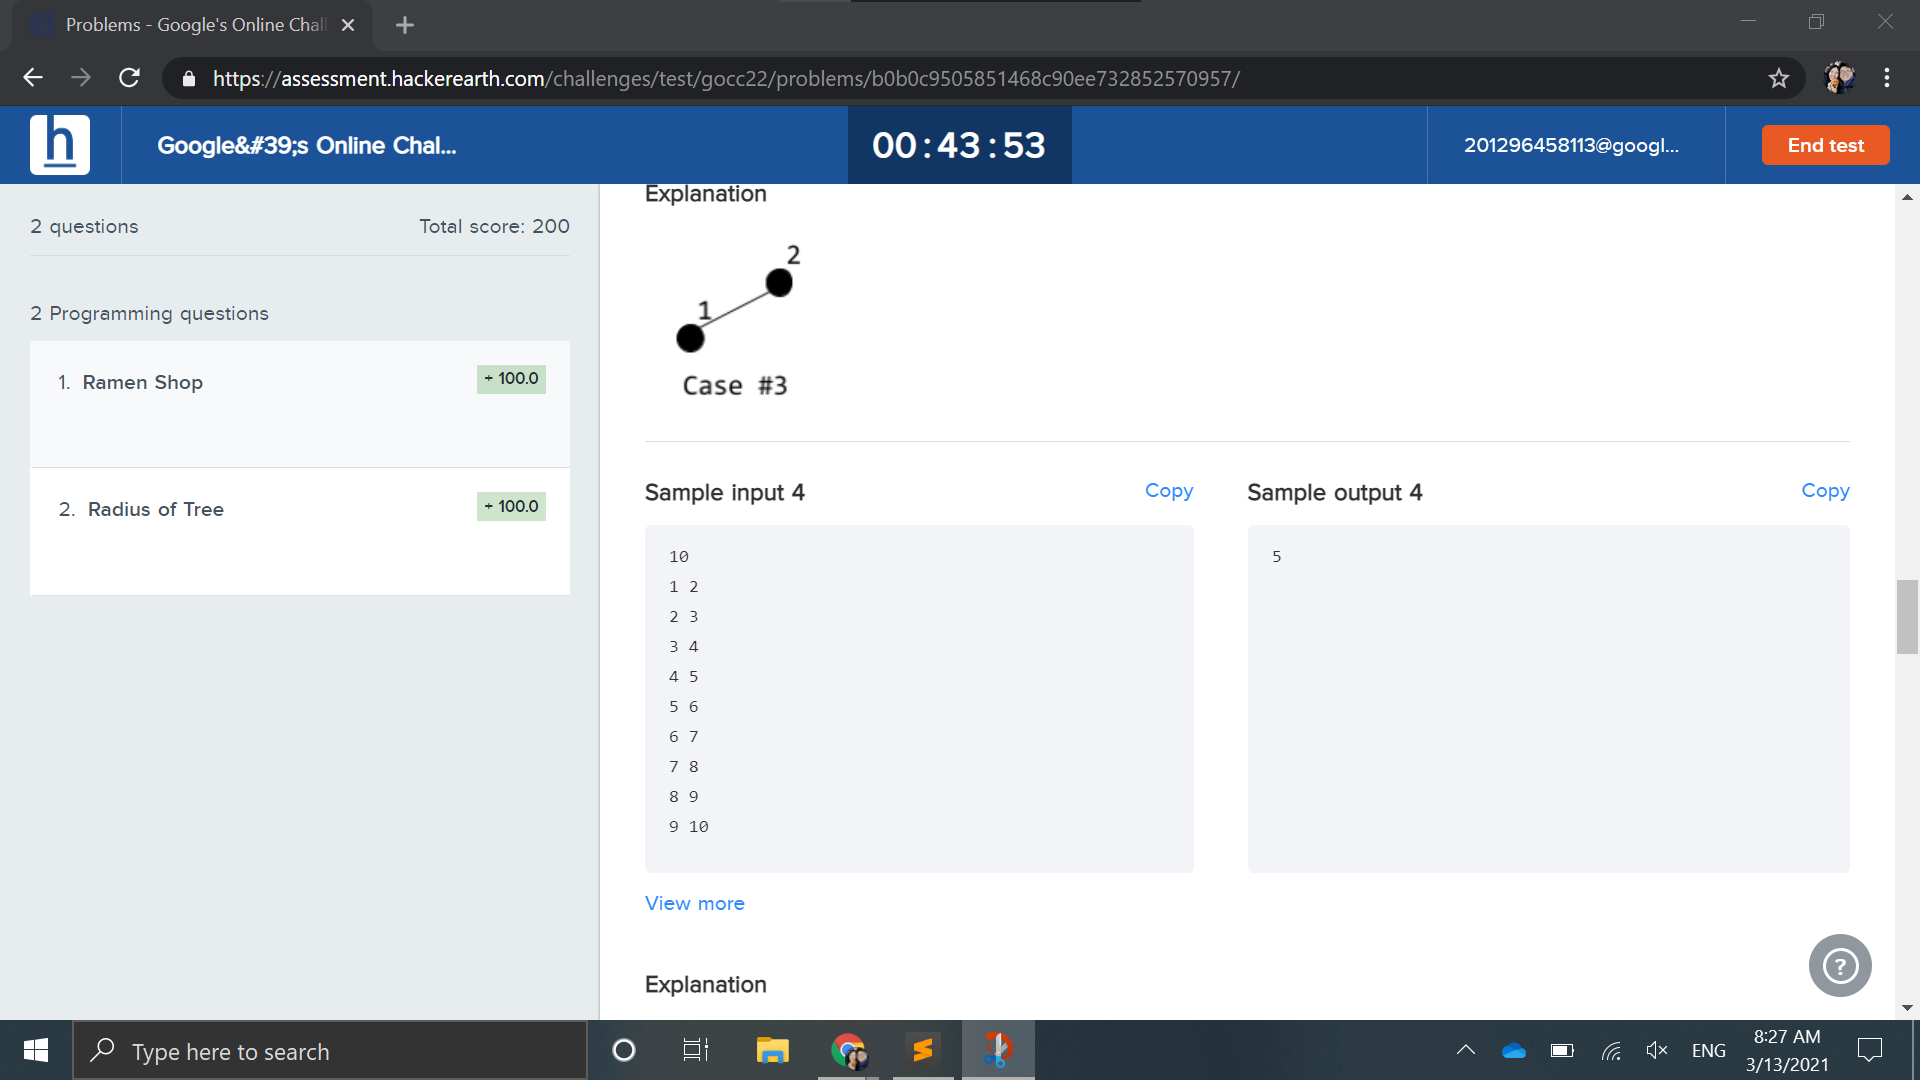 Problems - Google's Online Chall
https://assessment.hackerearth.com/challenges/test/gocc22/problems/b0b0c9505851468c90ee732852570957/
h
Google&#39;s Online Chal...
00:43:53
201296458113@googl...
End test
2 questions
Total score: 200
2 Programming questions
1. Ramen Shop
+ 100.0
2. Radius of Tree
+ 100.0
Explanation
2
1
Case #3
Sample input 4
Copy
Sample output 4
Copy
10
1 2
2 3
3 4
4 5
5 6
6 7
7 8
8 9
9 10
5
View more
Explanation
?
Type here to search
ENG
8:27 AM
3/13/2021